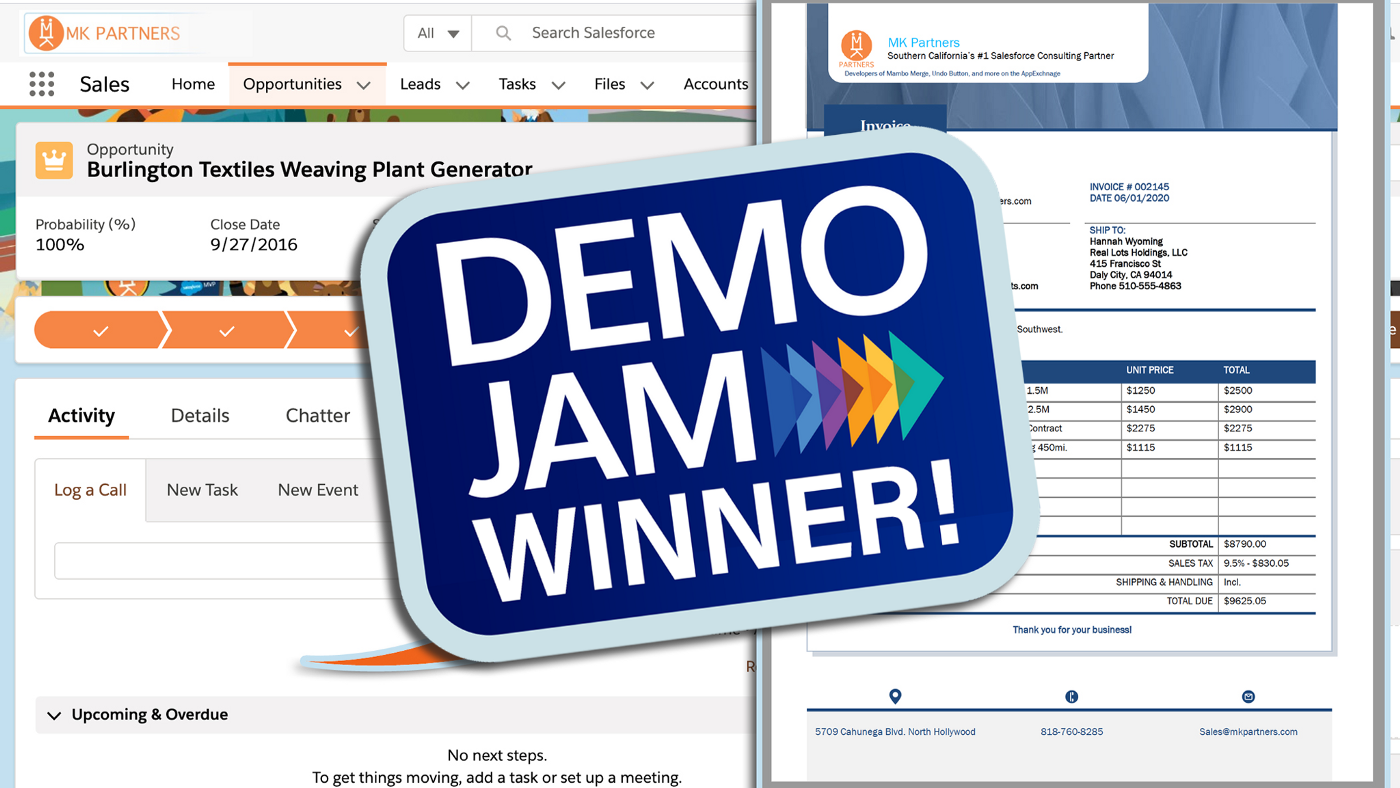 MK PARTNERS
All
Search Salesforce
Sales
Home
Opportunities
Leads
Tasks
Files
Accounts
Opportunity
Burlington Textiles Weaving Plant Generator
Probability (%)
Close Date
100%
9/27/2016
Activity
Details
Chatter
Log a Call
New Task
New Event
Upcoming & Overdue
No next steps.
To get things moving, add a task or set up a meeting.
DEMO
JAM
WINNER!
MK
PARTNERS
MK Partners
Southern California's #1 Salesforce Consulting Partner
Developers of Mambo Merge, Undo Button, and more on the AppExchnage
Invoice
INVOICE # 002145
DATE 06/01/2020
ers.com
SHIP TO:
Hannah Wyoming
Real Lots Holdings, LLC
415 Francisco St
Daly City, CA 94014
Phone 510-555-4863
ts.com
Southwest.
UNIT PRICE
TOTAL
1.5M
$1250
$2500
2.5M
$1450
$2900
Contract
$2275
$2275
g 450mi.
$1115
$1115
SUBTOTAL
$8790.00
SALES TAX
9.5% - $830.05
SHIPPING & HANDLING
Incl.
TOTAL DUE
$9625.05
Thank you for your business!
5709 Cahunega Blvd. North Hollywood
818-760-8285
Sales@mkpartners.com